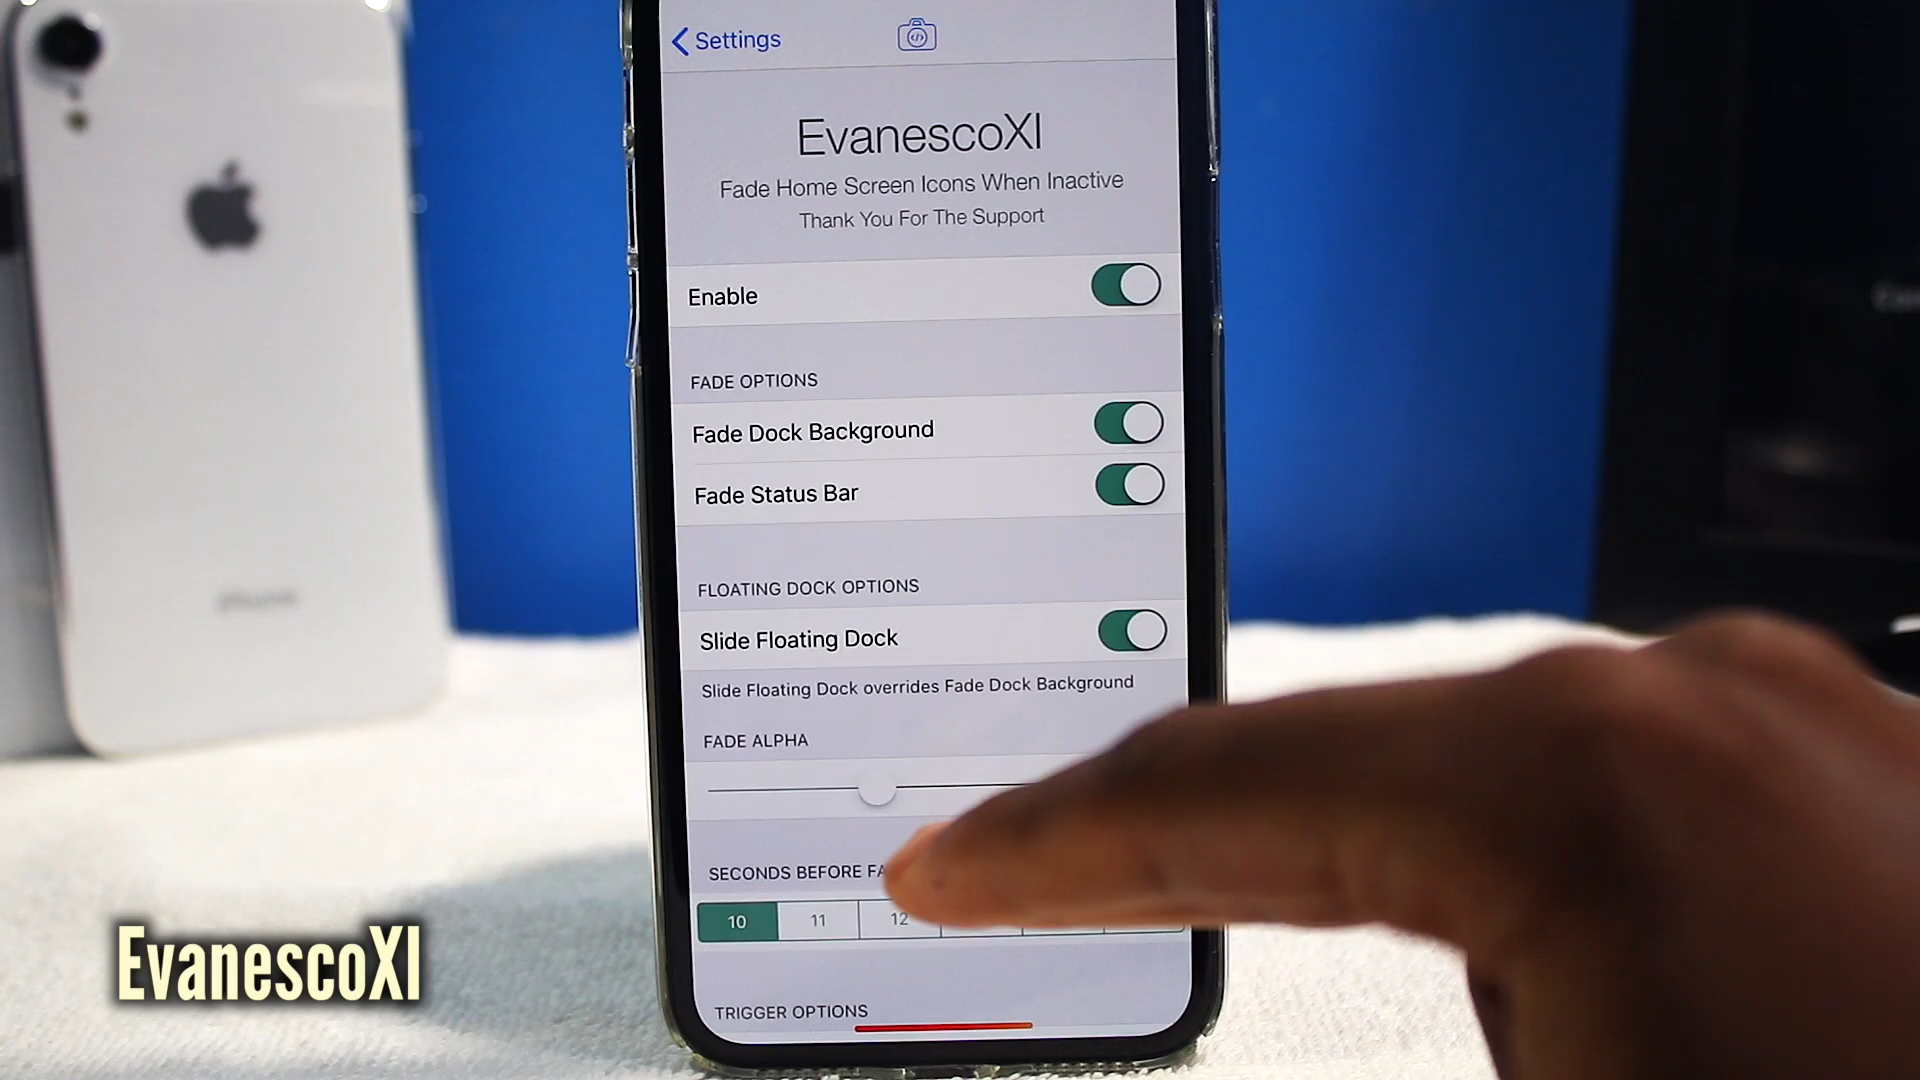 Settings
EvanescoXI
Fade Home Screen Icons When Inactive
Thank You For The Support
Enable
FADE OPTIONS
Fade Dock Background
Fade Status Bar
FLOATING DOCK OPTIONS
Slide Floating Dock
Slide Floating Dock overrides Fade Dock Background
FADE ALPHA
SECONDS BEFORE
10 11 12
TRIGGER OPTIONS
iPhone
EvanescoXI